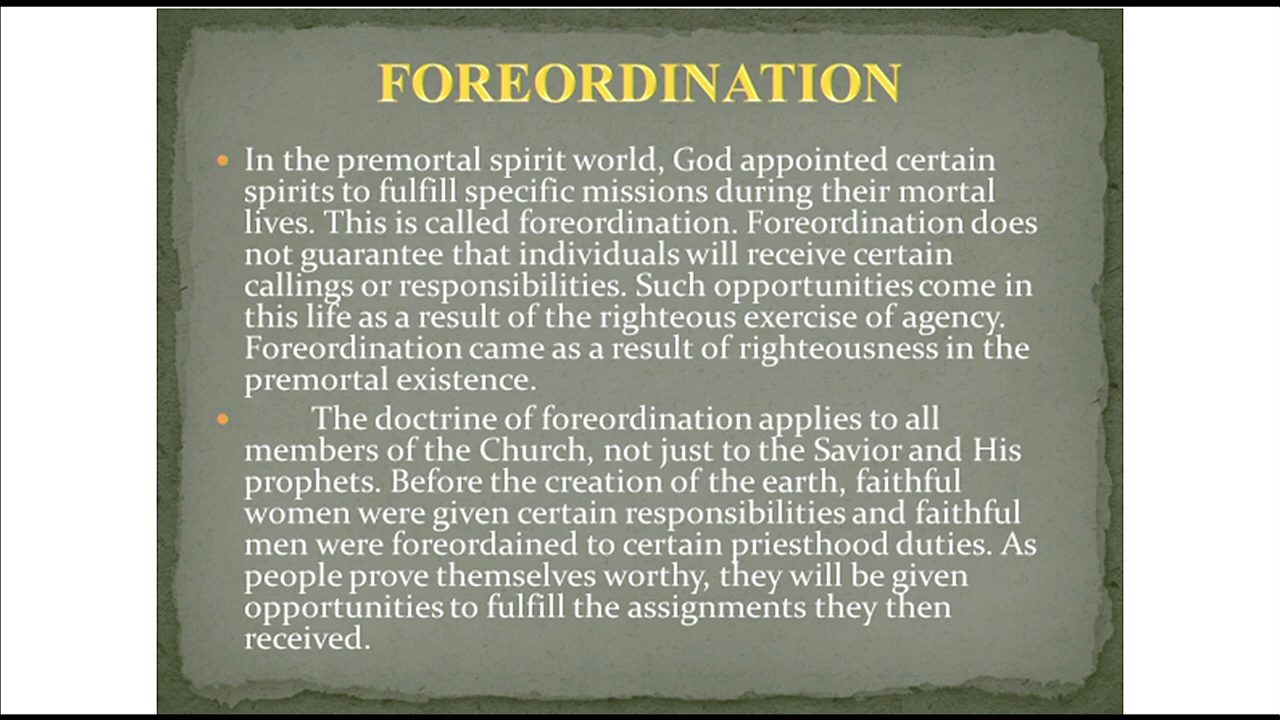 FOREORDINATION
• In the premortal spirit world, God appointed certain
spirits to fulfill specific missions during their mortal
lives. This is called foreordination. Foreordination does
not guarantee that individuals will receive certain
callings or responsibilities. Such opportunities come in
this life as a result of the righteous exercise of agency.
Foreordination came as a result of righteousness in the
premortal existence.
• The doctrine of foreordination applies to all
members of the Church, not just to the Savior and His
prophets. Before the creation of the earth, faithful
women were given certain responsibilities and faithful
men were foreordained to certain priesthood duties. As
people prove themselves worthy, they will be given
opportunities to fulfill the assignments they then
received.